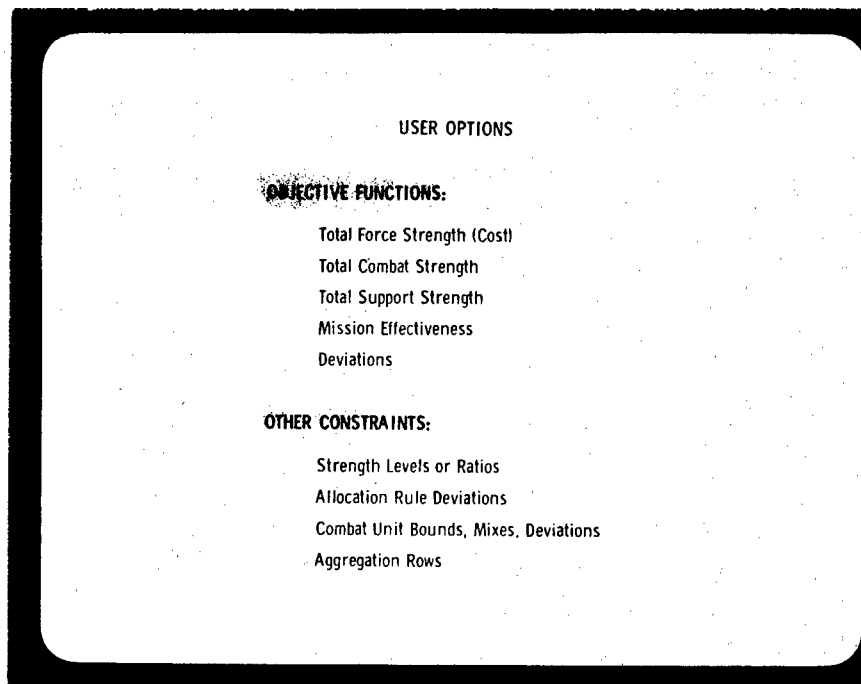 USER OPTIONS
OBJECTIVE FUNCTIONS:
Total Force Strength (Cost)
Total Combat Strength
Total Support Strength
Mission Effectiveness
Deviations
OTHER CONSTRAINTS:
Strength Levels or Ratios
Allocation Rule Deviations
Combat Unit Bounds, Mixes, Deviations
Aggregation Rows